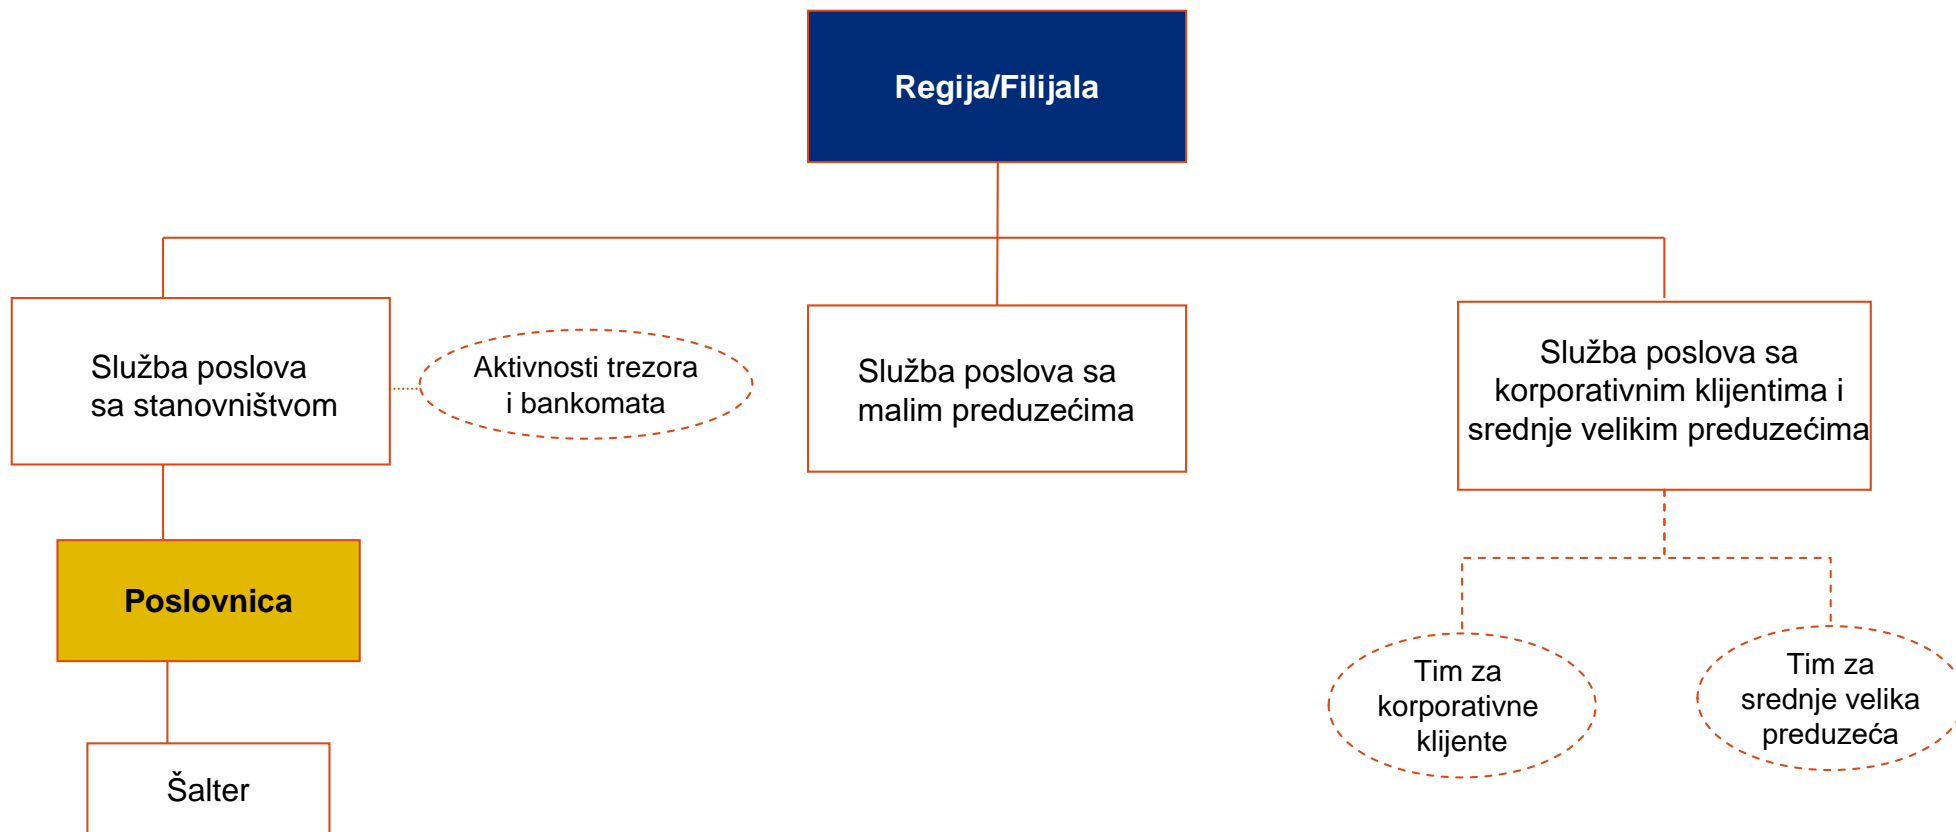 Regija/Filijala
Služba poslova
sa stanovništvom
Aktivnosti trezora
i bankomata
Služba poslova sa
malim preduzećima
Služba poslova sa
korporativnim klijentima i
srednje velikim preduzećima
Poslovnica
Šalter
Tim za
korporativne
klijente
Tim za
srednje velika
preduzeća